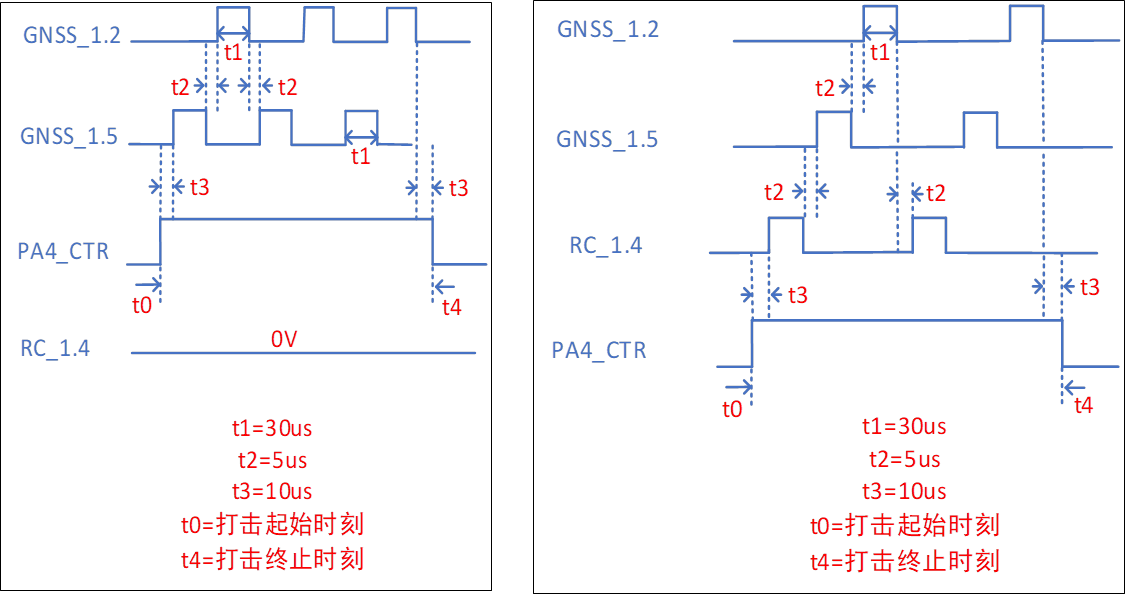 GNSS_1.2
t1
t2
t2
GNSS_1.5
t1
t3
t3
PA4_CTR
t0
t4
RC_1.4
0V
t1=30us
t2=5us
t3=10us
t0=打击起始时刻
t4=打击终止时刻
GNSS_1.2
t1
t2
GNSS_1.5
t2
t2
RC_1.4
t3
t3
PA4_CTR
t0
t4
t1=30us
t2=5us
t3=10us
t0=打击起始时刻
t4=打击终止时刻